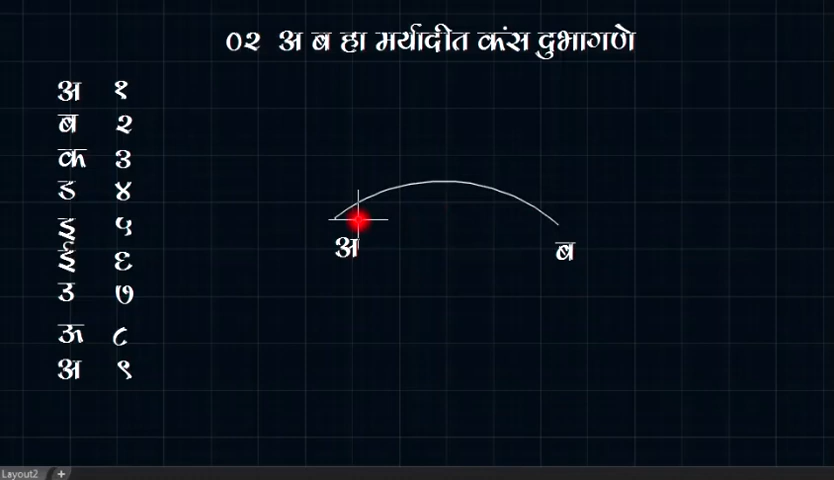 ०२ अ ब हा मर्यादीत कंस दुभागणे
अ १
ब २
क ३
ड ४
इ ५
ई ६
उ ७
ऊ ८
अ ९
अ ब
Layout2 +